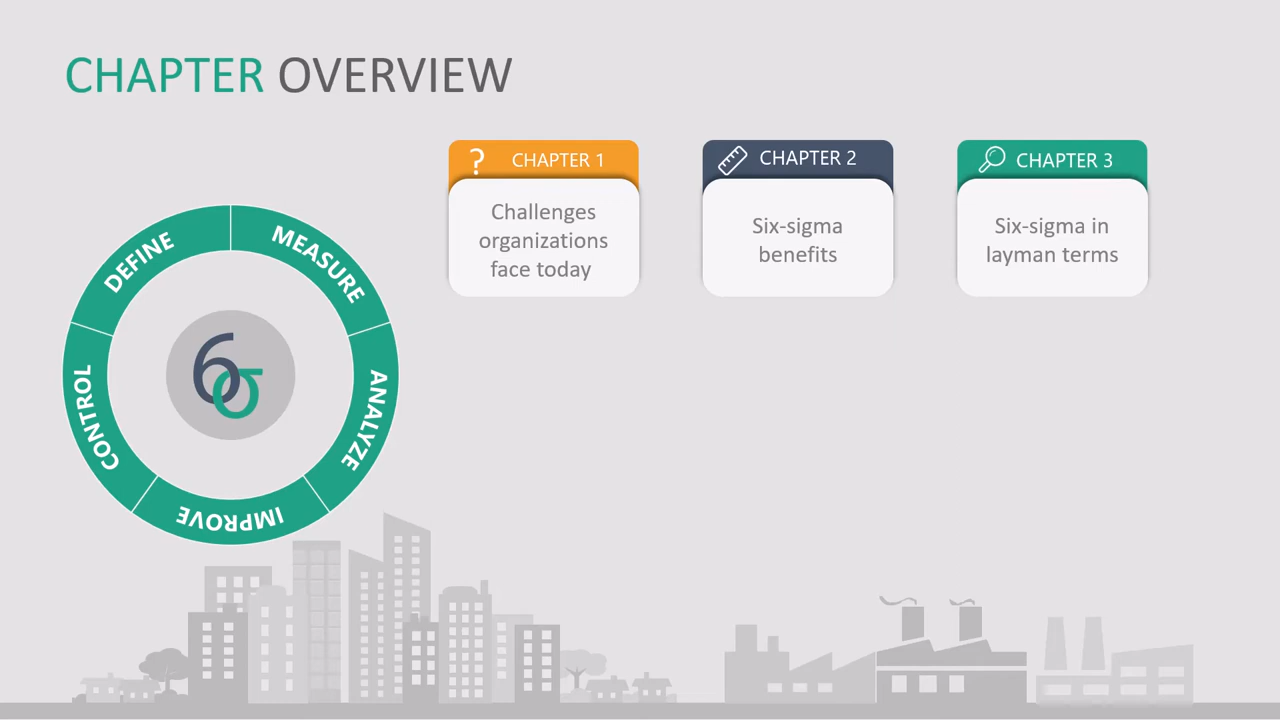 CHAPTER OVERVIEW
? CHAPTER 1
Challenges
organizations
face today
CHAPTER 2
Six-sigma
benefits
CHAPTER 3
Six-sigma in
layman terms
DEFINE
MEASURE
ANALYZE
IMPROVE
CONTROL
6σ